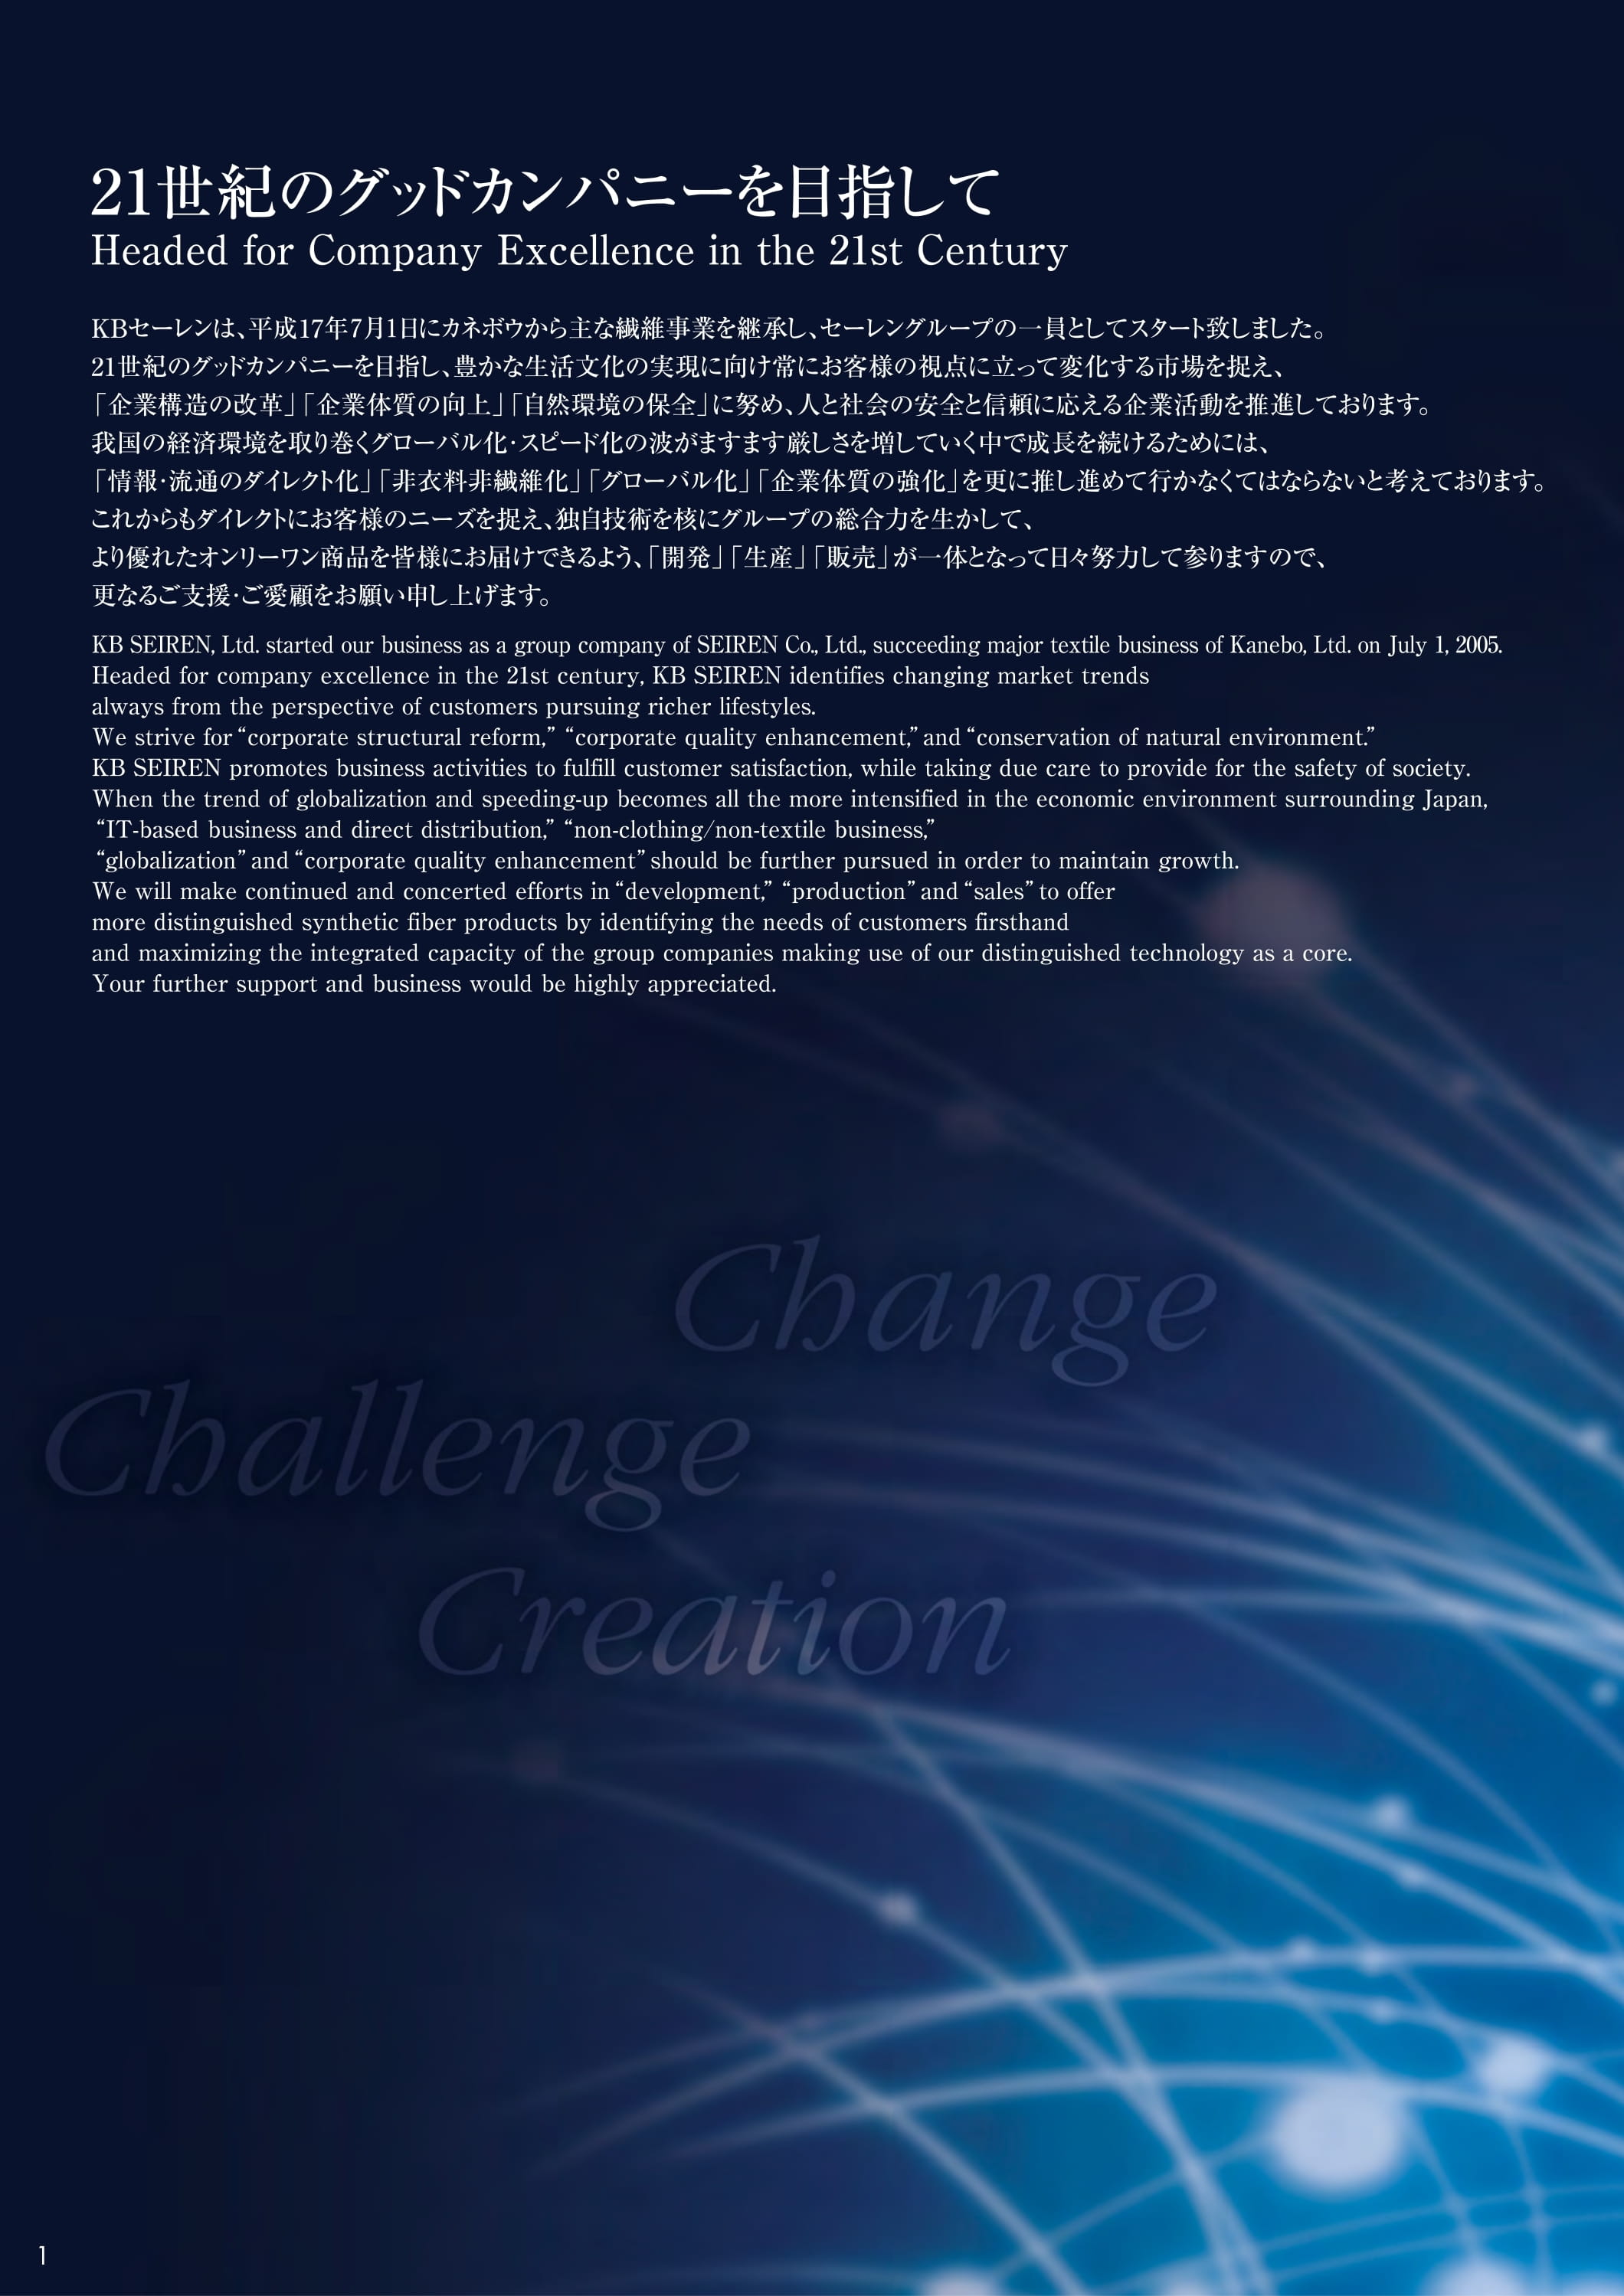 21世紀のグッドカンパニーを目指して
Headed for Company Excellence in the 21st Century
KBセーレンは、平成17年7月1日にカネボウから主な繊維事業を継承し、セーレングループの一員としてスタート致しました。
21世紀のグッドカンパニーを目指し、豊かな生活文化の実現に向け常にお客様の視点に立って変化する市場を捉え、
「企業構造の改革」「企業体質の向上」「自然環境の保全」に努め、人と社会の安全と信頼に応える企業活動を推進しております。
我国の経済環境を取り巻くグローバル化·スピード化の波がますます厳しさを増していく中で成長を続けるためには、
「情報·流通のダイレクト化」「非衣料非繊維化」「グローバル化」「企業体質の強化」を更に推し進めて行かなくてはならないと考えております。
これからもダイレクトにお客様のニーズを捉え、独自技術を核にグループの総合力を生かして、
より優れたオンリーワン商品を皆様にお届けできるよう、「開発」「生産」「販売」が一体となって日々努力して参りますので、
更なるご支援·ご愛顧をお願い申し上げます。
KB SEIREN, Ltd. started our business as a group company of SEIREN Co., Ltd., succeeding major textile business of Kanebo, Ltd. on July 1, 2005.
Headed for company excellence in the 21st century, KB SEIREN identifies changing market trends
always from the perspective of customers pursuing richer lifestyles.
We strive for “corporate structural reform,” “corporate quality enhancement,” and “conservation of natural environment.”
KB SEIREN promotes business activities to fulfill customer satisfaction, while taking due care to provide for the safety of society.
When the trend of globalization and speeding-up becomes all the more intensified in the economic environment surrounding Japan,
“IT-based business and direct distribution,” “non-clothing/non-textile business,”
“globalization” and “corporate quality enhancement” should be further pursued in order to maintain growth.
We will make continued and concerted efforts in “development,” “production” and “sales” to offer
more distinguished synthetic fiber products by identifying the needs of customers firsthand
and maximizing the integrated capacity of the group companies making use of our distinguished technology as a core.
Your further support and business would be highly appreciated.
Change
Challenge
Creation
1